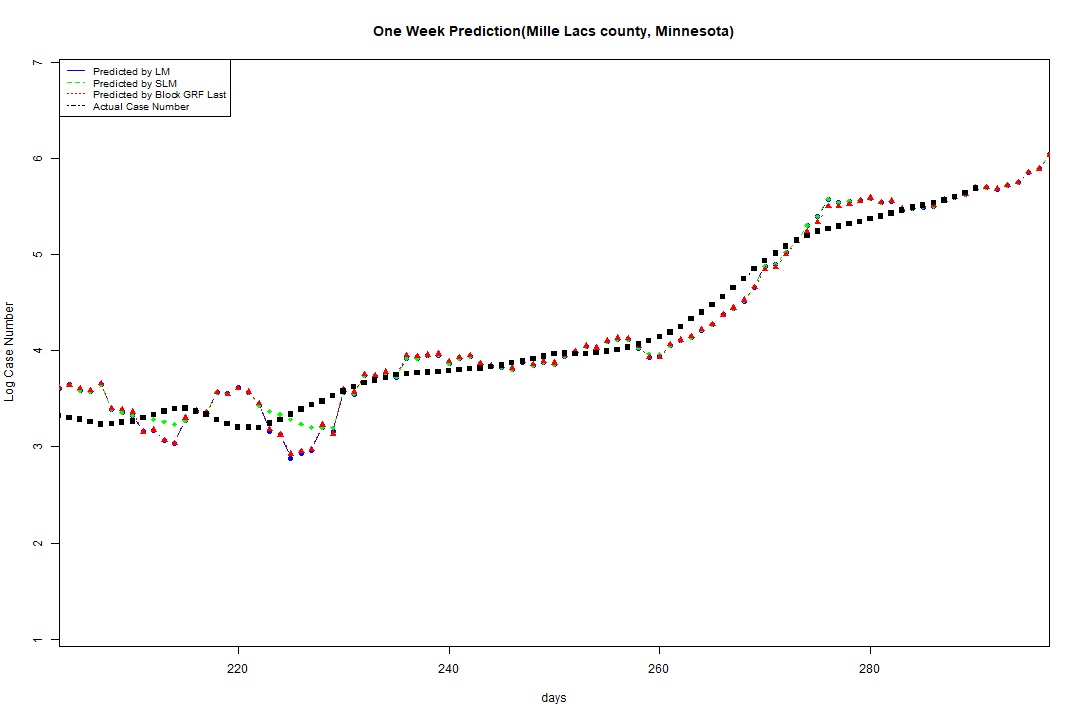 One Week Prediction(Mille Lacs county, Minnesota)
Predicted by LM
Predicted by SLM
Predicted by Block GRF Last
Actual Case Number
7
6
5
4
3
2
1
Log Case Number
220 240 260 280
days